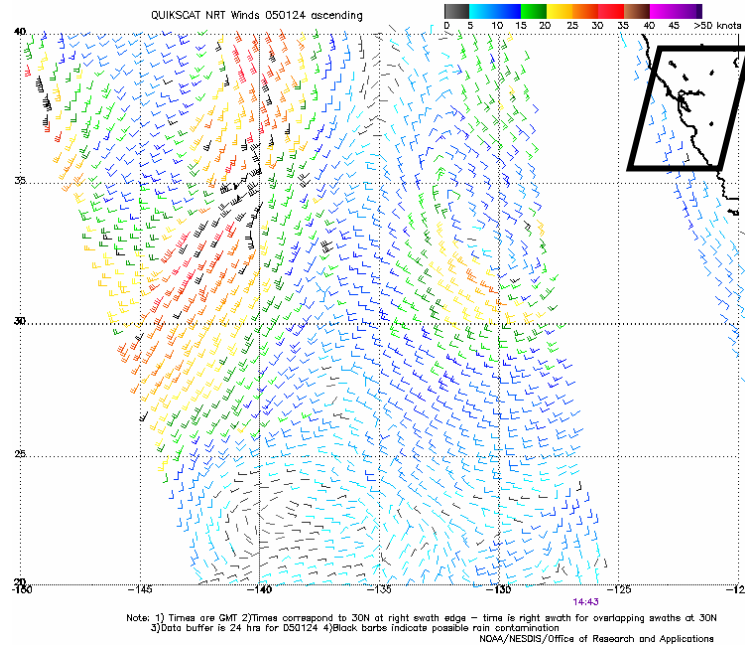 QUIKSCAT NRT Winds 050124 ascending
0 5 10 15 20 25 30 35 40 45 >50 knots
40
35
30
25
20
-150 -145 -140 -135 -130 -125 -12
14:43
Note: 1) Times are GMT 2)Times correspond to 30N at right swath edge – time is right swath for overlapping swaths at 30N
3)Data buffer is 24 hrs for 050124 4)Black barbs indicate possible rain contamination
NOAA/NESDIS/Office of Research and Applications